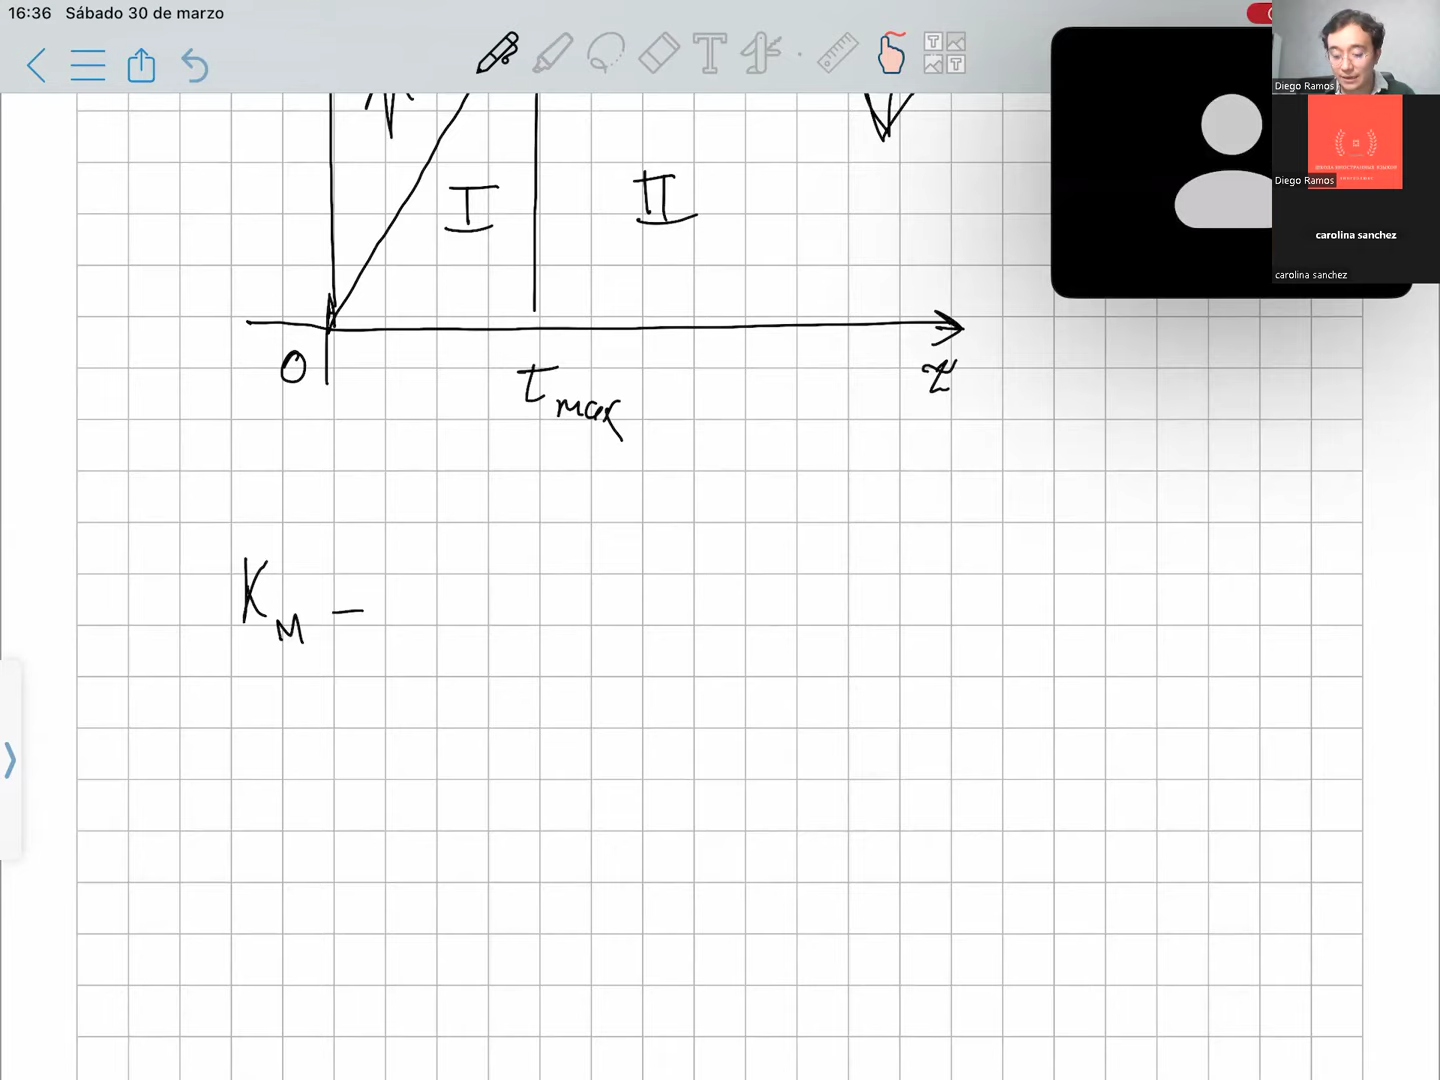 16:36 Sábado 30 de marzo
Diego Ramos
Diego Ramos
carolina sanchez
carolina sanchez
I II
0 t max τ
K M –